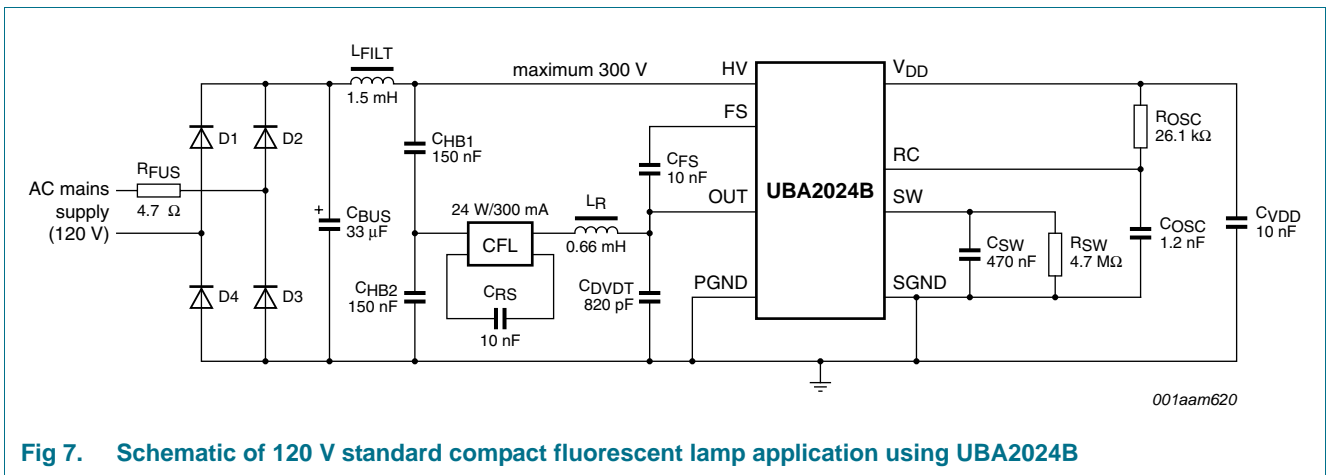 LFILT
1.5 mH
maximum 300 V
HV
VDD
FS
D1
D2
CHB1
150 nF
ROSC
26.1 kΩ
RFUS
AC mains
supply
(120 V)
4.7 Ω
CFS
10 nF
RC
UBA2024B
OUT
SW
CBUS
33 μF
+
24 W/300 mA
CFL
LR
0.66 mH
CSW
470 nF
RSW
4.7 MΩ
COSC
1.2 nF
CVDD
10 nF
D4
D3
CHB2
150 nF
CRS
10 nF
CDVDT
820 pF
PGND
SGND
001aam620
Fig 7. Schematic of 120 V standard compact fluorescent lamp application using UBA2024B